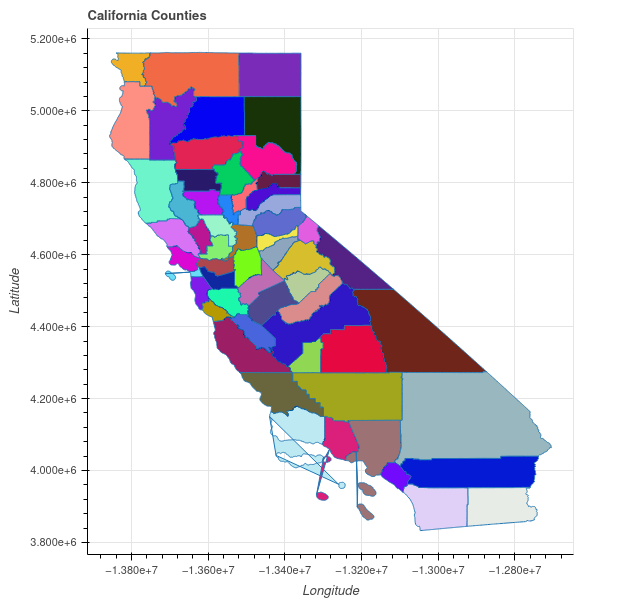 California Counties
5.200e+6
5.000e+6
4.800e+6
4.600e+6
4.400e+6
4.200e+6
4.000e+6
3.800e+6
Latitude
−1.380e+7
−1.360e+7
−1.340e+7
−1.320e+7
−1.300e+7
−1.280e+7
Longitude